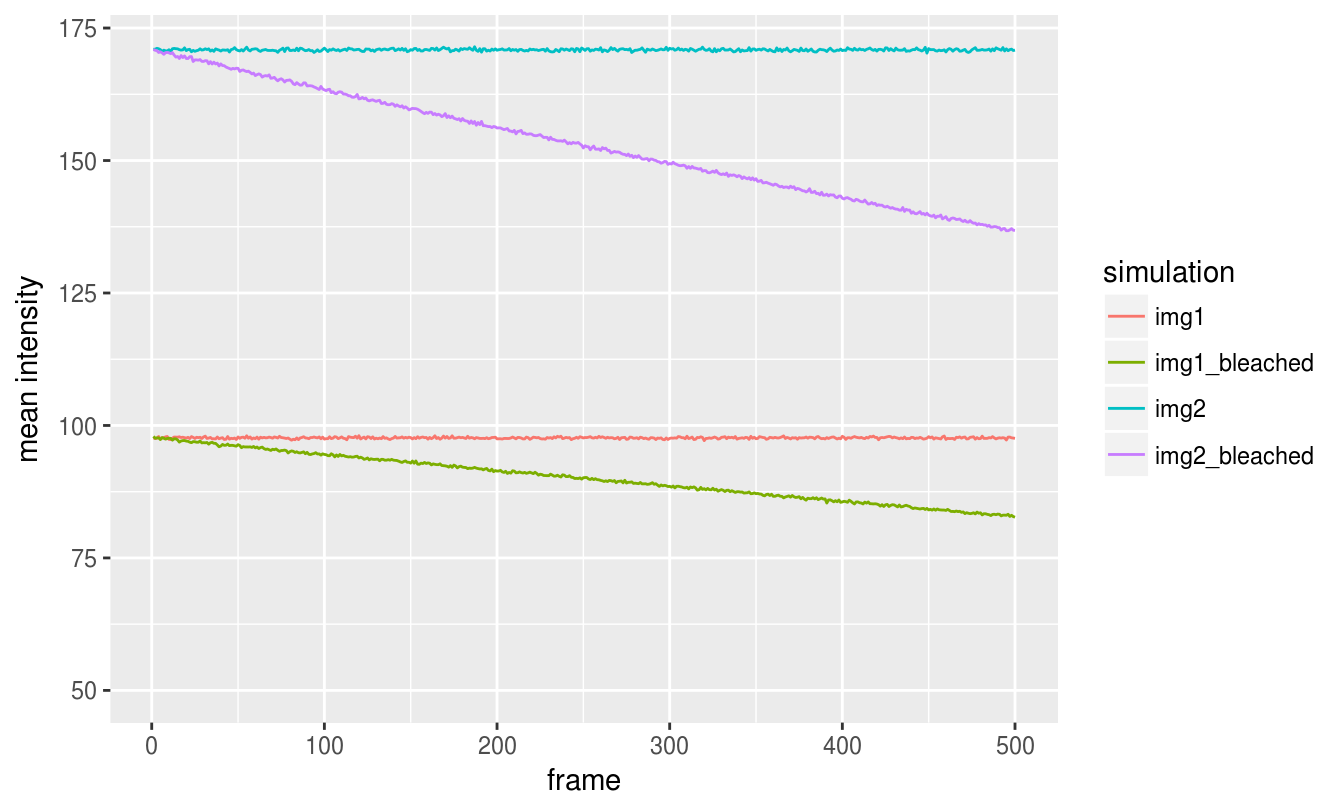 mean intensity
175
150
125
100
75
50
0 100 200 300 400 500
frame
simulation
img1
img1_bleached
img2
img2_bleached